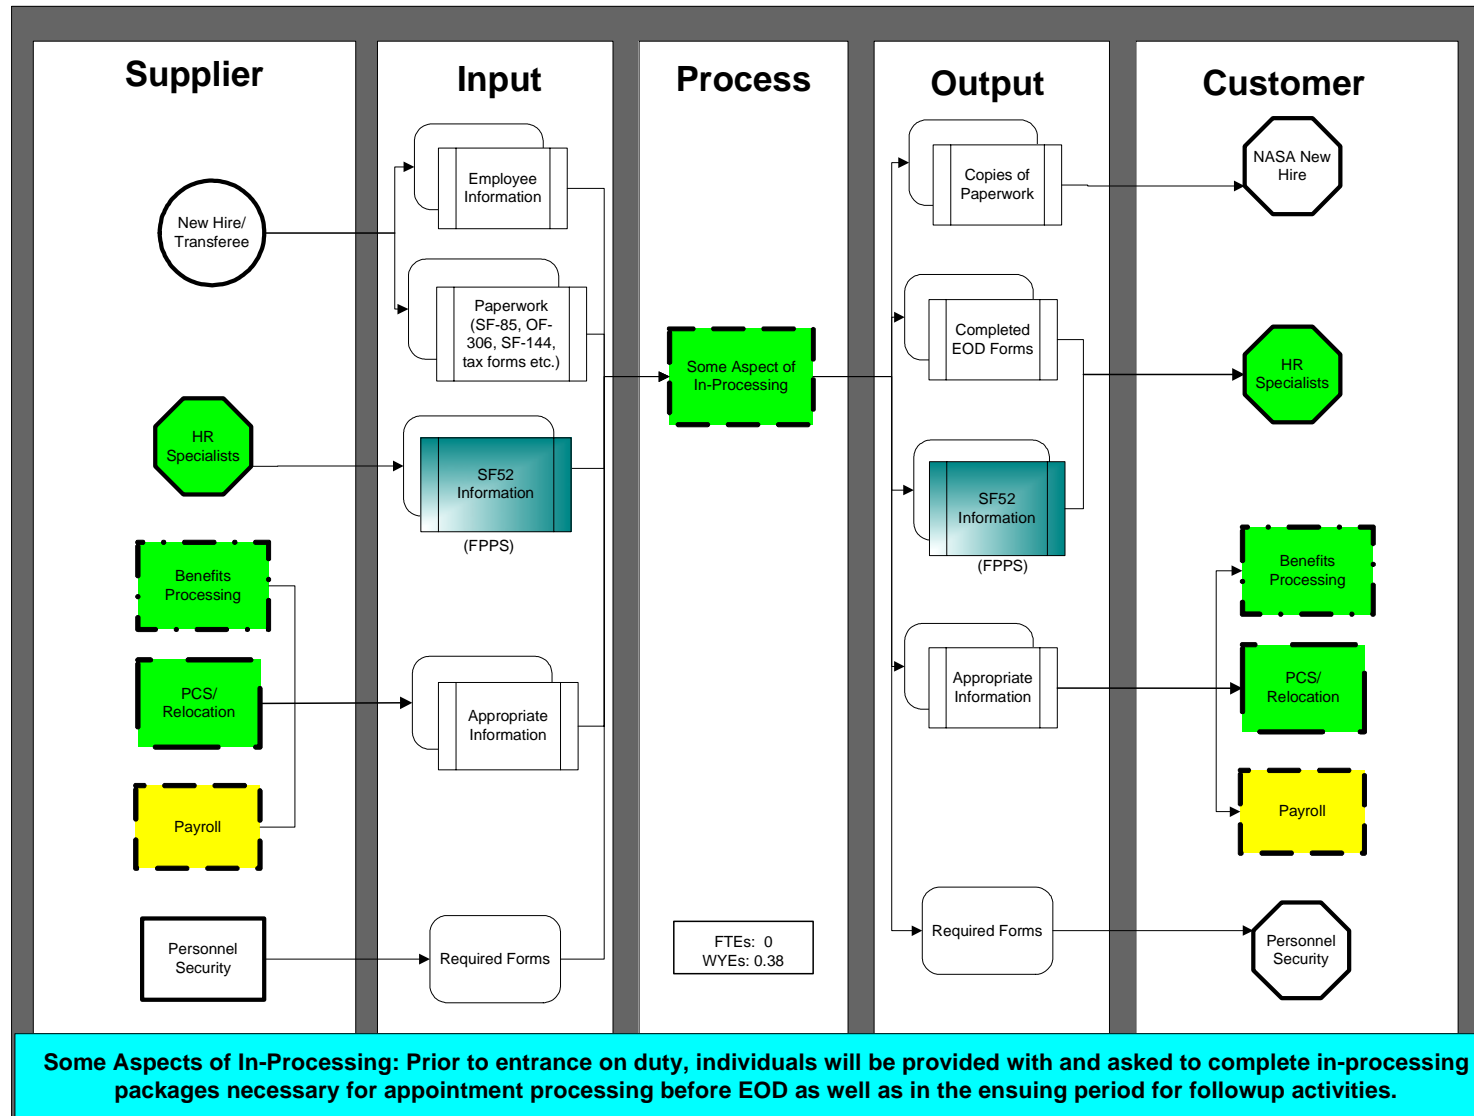 Supplier
Input
Process
Output
Customer
New Hire/
Transferee
HR
Specialists
Benefits
Processing
PCS/
Relocation
Payroll
Personnel
Security
Employee
Information
Paperwork
(SF-85, OF-
306, SF-144,
tax forms etc.)
SF52
Information
(FPPS)
Appropriate
Information
Required Forms
Some Aspect of
In-Processing
FTEs: 0
WYEs: 0.38
Copies of
Paperwork
Completed
EOD Forms
SF52
Information
(FPPS)
Appropriate
Information
Required Forms
NASA New
Hire
HR
Specialists
Benefits
Processing
PCS/
Relocation
Payroll
Personnel
Security
Some Aspects of In-Processing: Prior to entrance on duty, individuals will be provided with and asked to complete in-processing
packages necessary for appointment processing before EOD as well as in the ensuing period for followup activities.